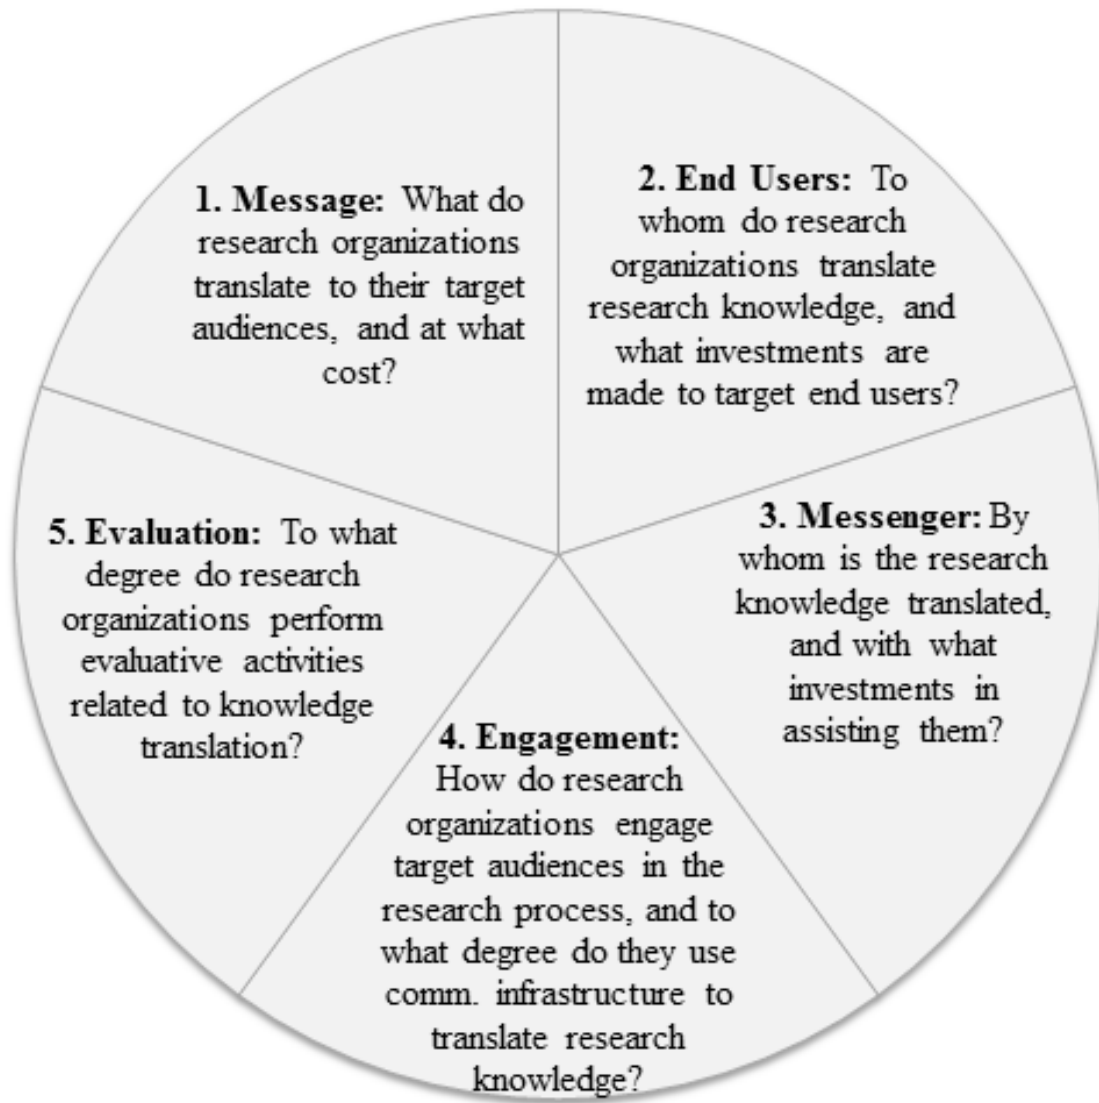 1. Message: What do
research organizations
translate to their target
audiences, and at what
cost?
2. End Users: To
whom do research
organizations translate
research knowledge, and
what investments are
made to target end users?
3. Messenger: By
whom is the research
knowledge translated,
and with what
investments in
assisting them?
4. Engagement:
How do research
organizations engage
target audiences in the
research process, and to
what degree do they use
comm. infrastructure to
translate research
knowledge?
5. Evaluation: To what
degree do research
organizations perform
evaluative activities
related to knowledge
translation?